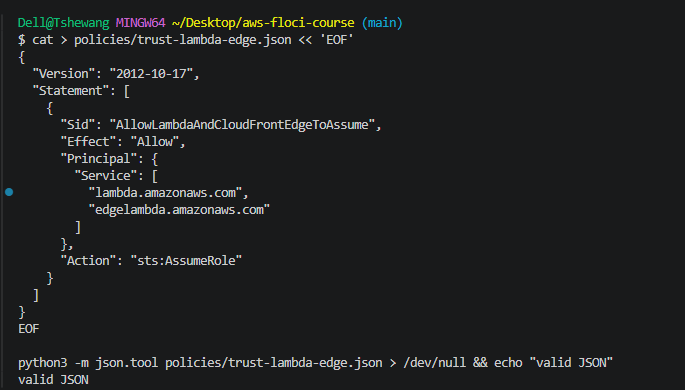 Dell@Tshewang MINGW64 ~/Desktop/aws-floci-course (main)
$ cat > policies/trust-lambda-edge.json << 'EOF'
{
  "Version": "2012-10-17",
  "Statement": [
    {
      "Sid": "AllowLambdaAndCloudFrontEdgeToAssume",
      "Effect": "Allow",
      "Principal": {
        "Service": [
          "lambda.amazonaws.com",
          "edgelambda.amazonaws.com"
        ]
      },
      "Action": "sts:AssumeRole"
    }
  ]
}
EOF

python3 -m json.tool policies/trust-lambda-edge.json > /dev/null && echo "valid JSON"
valid JSON